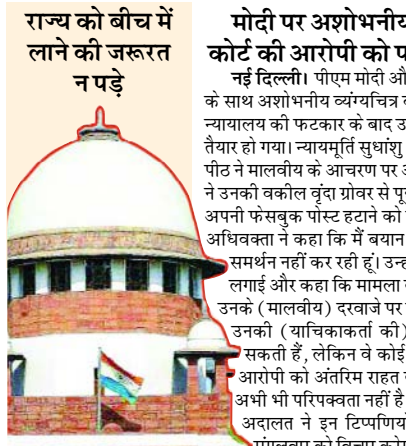 राज्य को बीच में
लाने की जरूरत
न पड़े
मोदी पर अशोभनीय
कोर्ट की आरोपी को
नई दिल्ली। पीएम मोदी
के साथ अशोभनीय व्यंग्यचित्र
न्यायालय की फटकार के बाद
तैयार हो गया। न्यायमूर्ति सुधांशु
पीठ ने मालवीय के आचरण पर
ने उनकी वकील वृंदा ग्रोवर से
अपनी फेसबुक पोस्ट हटाने को
अधिवक्ता ने कहा कि मैं बयान
समर्थन नहीं कर रही हूं।
लगाई और कहा कि मामला
उनके (मालवीय) दरवाजे पर
उनकी (याचिकाकर्ता की)
सकती हैं, लेकिन वे कोई
आरोपी को अंतरिम राहत
अभी भी परिपक्वता नहीं है
अदालत ने इन